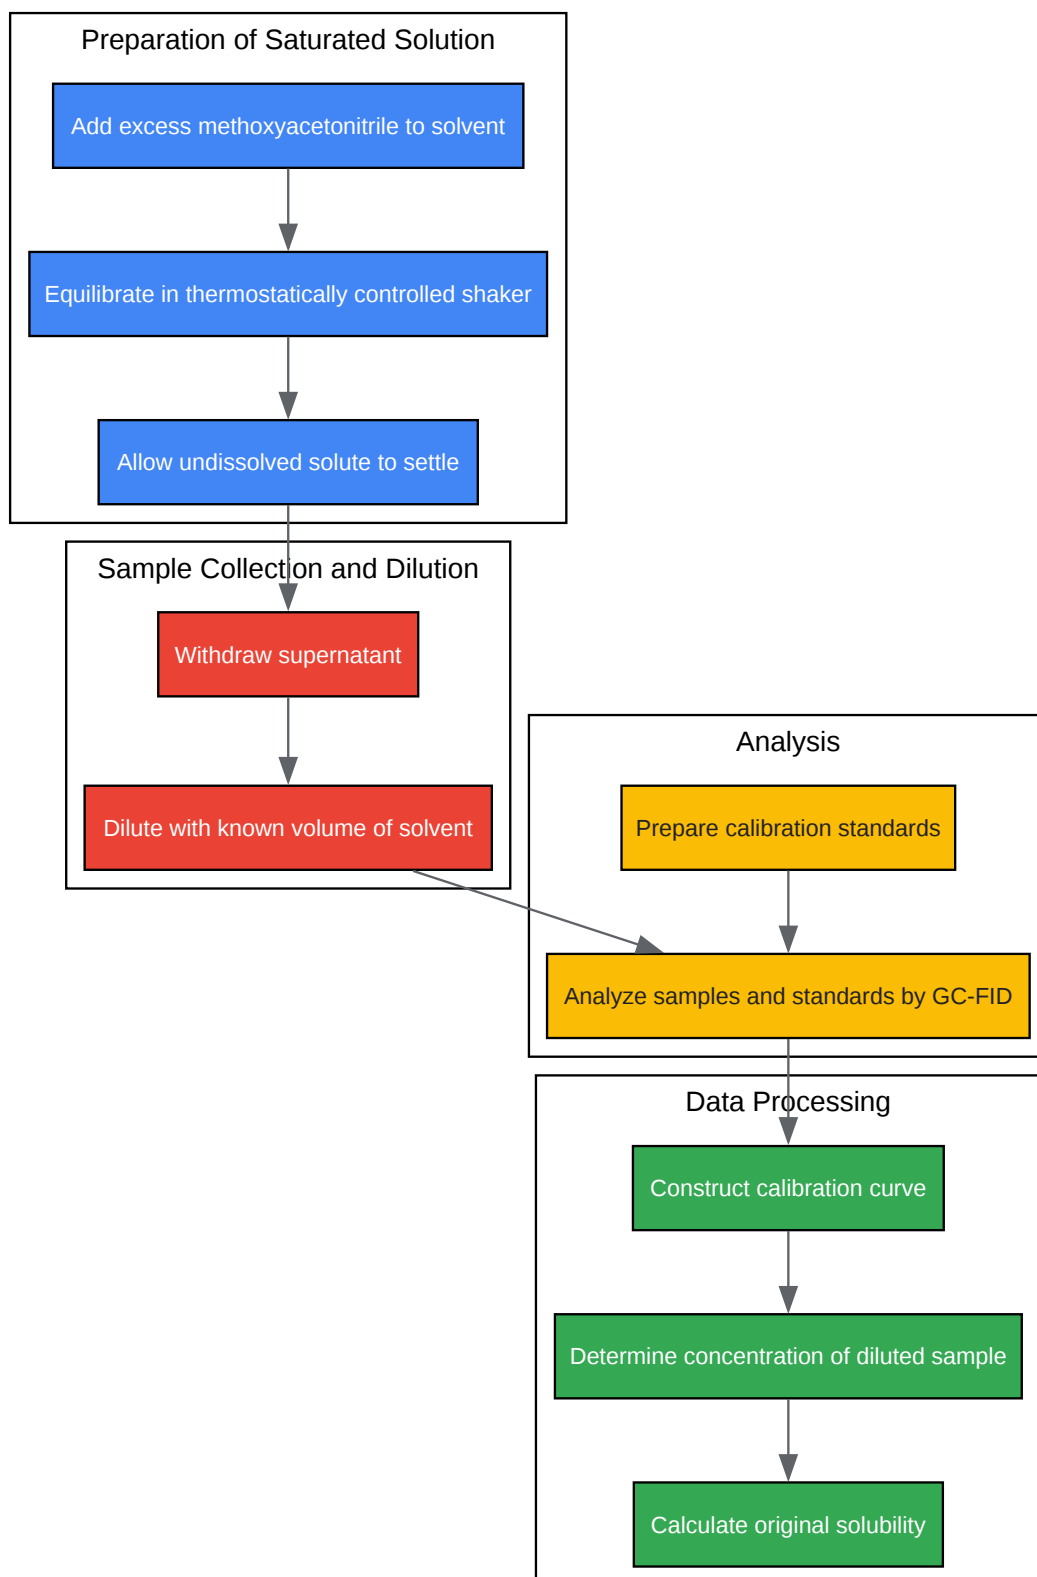 Preparation of Saturated Solution
Add excess methoxyacetonitrile to solvent
Equilibrate in thermostatically controlled shaker
Allow undissolved solute to settle
Sample Collection and Dilution
Withdraw supernatant
Dilute with known volume of solvent
Analysis
Prepare calibration standards
Analyze samples and standards by GC-FID
Data Processing
Construct calibration curve
Determine concentration of diluted sample
Calculate original solubility